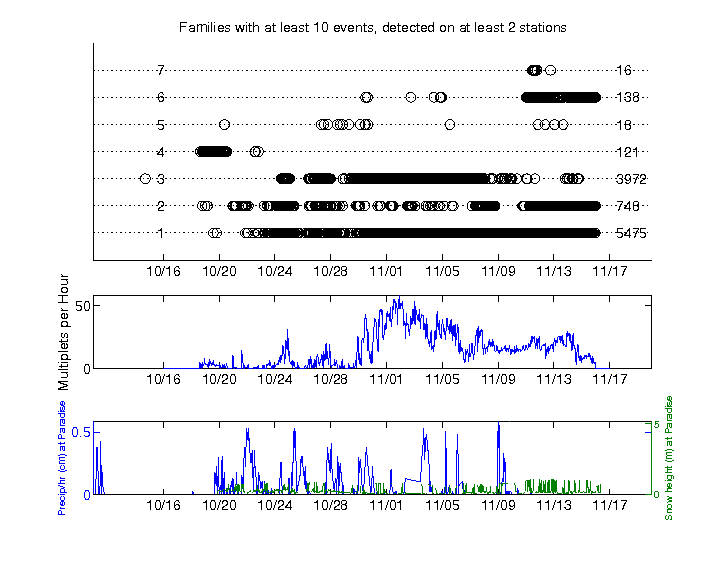 Families with at least 10 events, detected on at least 2 stations
7 16
6 138
5 18
4 121
3 3972
2 748
1 5475
10/16 10/20 10/24 10/28 11/01 11/05 11/09 11/13 11/17
Multiplets per Hour
50
0
10/16 10/20 10/24 10/28 11/01 11/05 11/09 11/13 11/17
Precip/hr (cm) at Paradise
0.5
0
5
0
Snow height (m) at Paradise
10/16 10/20 10/24 10/28 11/01 11/05 11/09 11/13 11/17